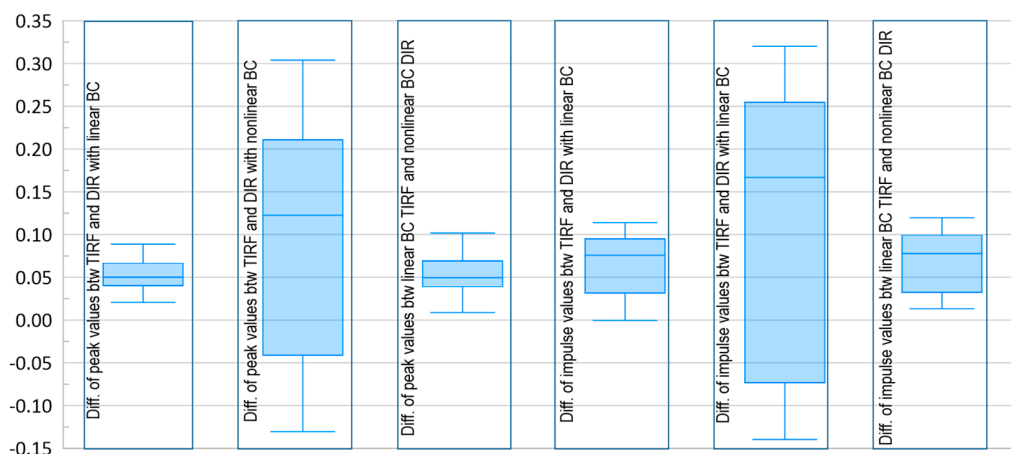 0.35
0.30
0.25
0.20
0.15
0.10
0.05
0.00
-0.05
-0.10
-0.15
Diff. of peak values btw TIRF and DIR with linear BC
Diff. of peak values btw TIRF and DIR with nonlinear BC
Diff. of peak values btw linear BC TIRF and nonlinear BC DIR
Diff. of impulse values btw TIRF and DIR with linear BC
Diff. of impulse values btw TIRF and DIR with linear BC
Diff. of impulse values btw linear BC TIRF and nonlinear BC DIR